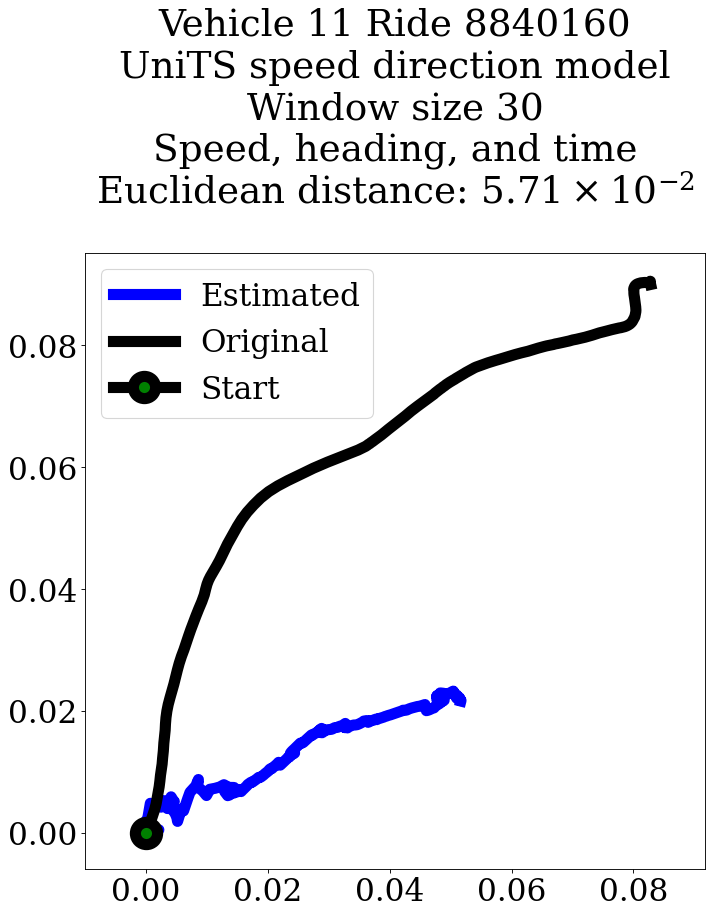 Vehicle 11 Ride 8840160
UniTS speed direction model
Window size 30
Speed, heading, and time
Euclidean distance: 5.71 × 10⁻²
Estimated
Original
Start
0.08
0.06
0.04
0.02
0.00
0.00 0.02 0.04 0.06 0.08